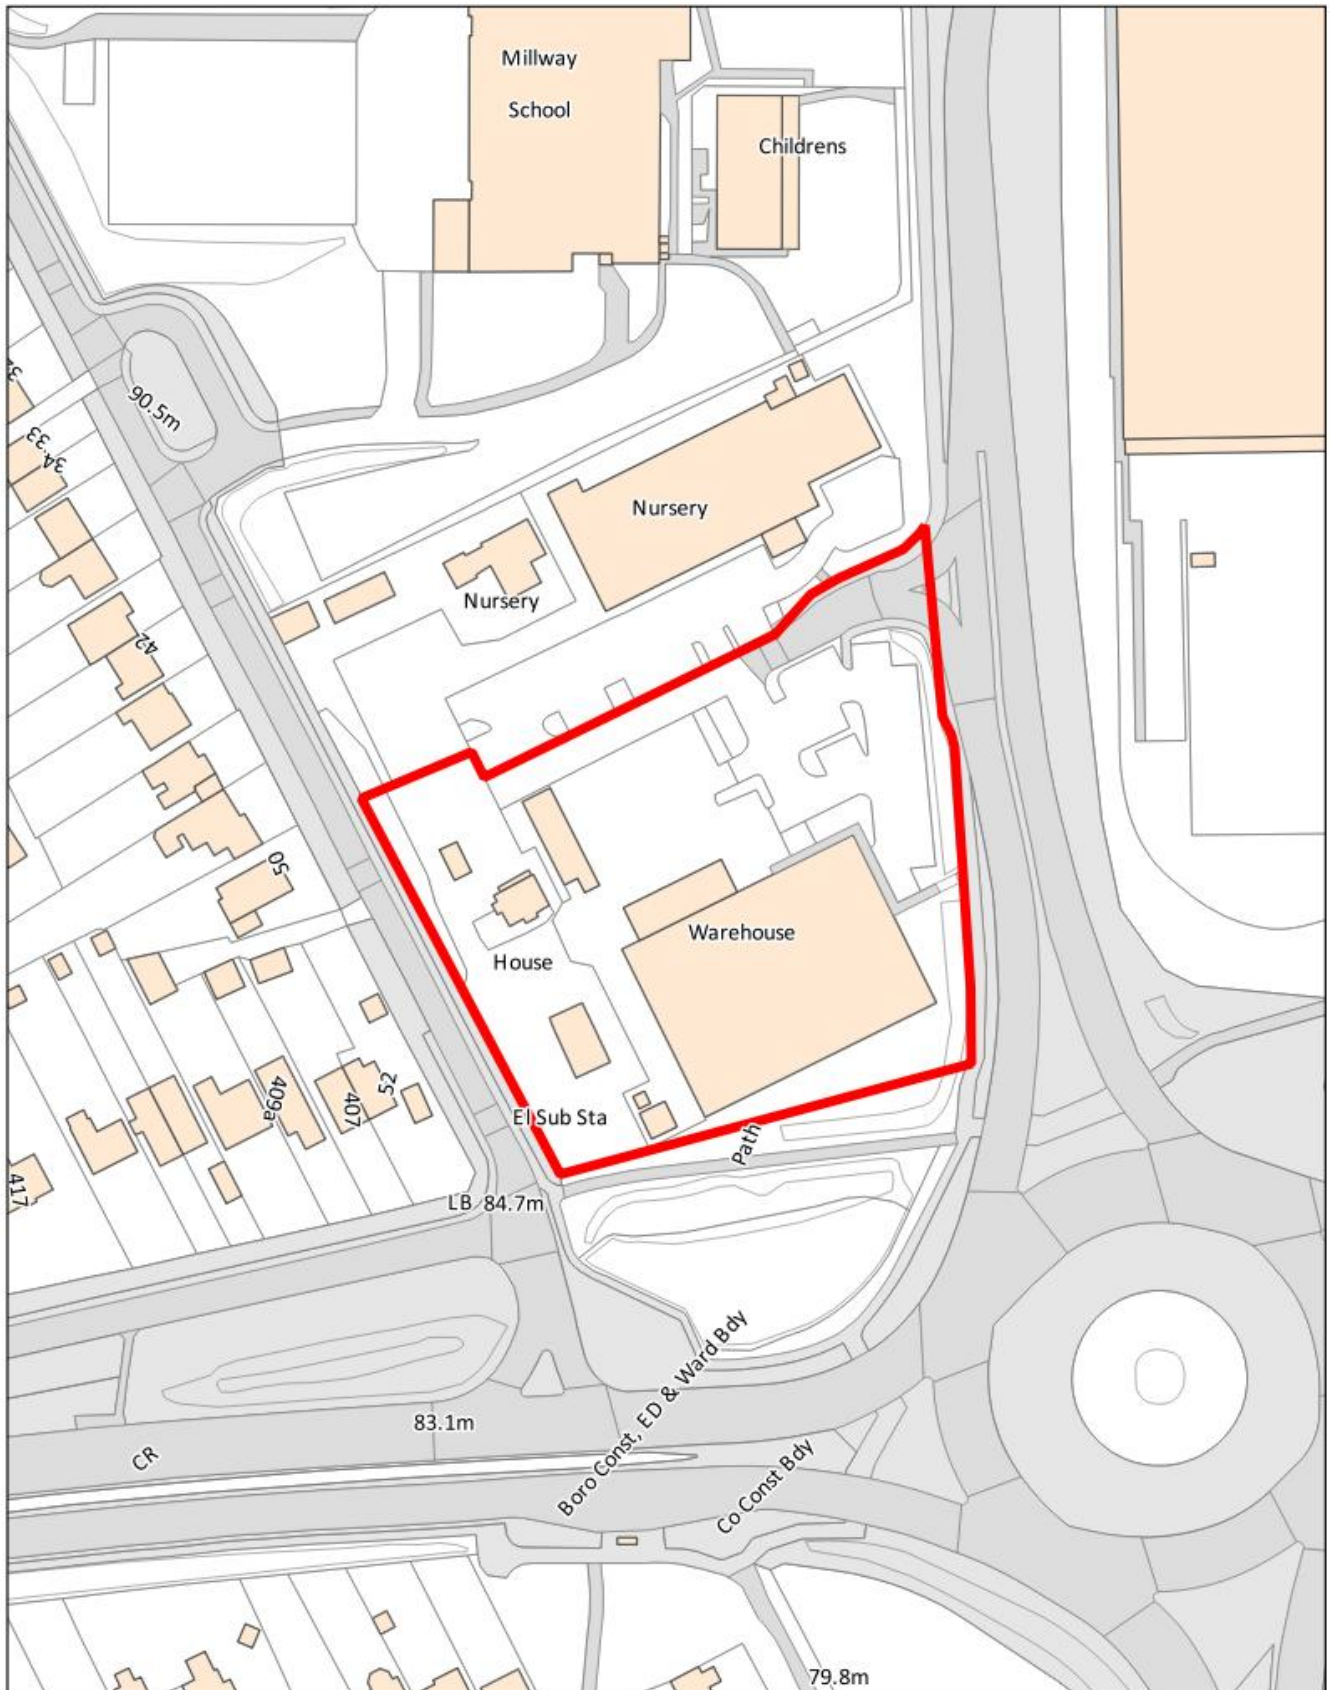 Millway
School
Childrens
90.5m
33
34
Nursery
Nursery
42
50
Warehouse
House
409a
407
52
El Sub Sta
Path
417
LB 84.7m
Boro Const, ED & Ward Bdy
83.1m
CR
Co Const Bdy
79.8m